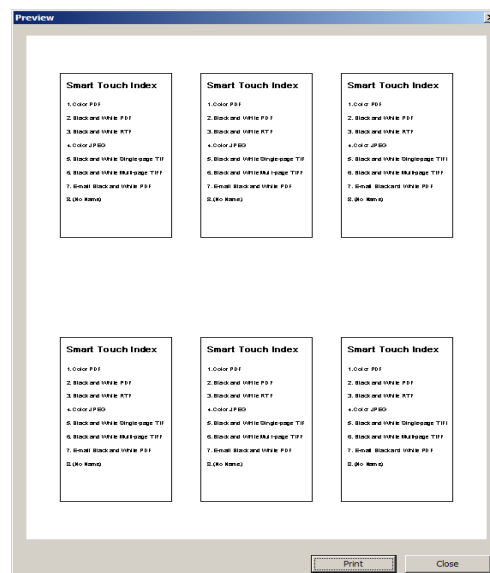 Preview
Smart Touch Index
1.Color PDF
2. Black and White PDF
3. Black and White RTF
4.Color JPEG
5. Black and White Single-page TIF
6. Black and White Multi-page TIFF
7. E-mail Black and White PDF
8.(No Name)
Smart Touch Index
1.Color PDF
2. Black and White PDF
3. Black and White RTF
4.Color JPEG
5. Black and White Single-page TIF
6. Black and White Multi-page TIFF
7. E-mail Black and White PDF
8.(No Name)
Smart Touch Index
1.Color PDF
2. Black and White PDF
3. Black and White RTF
4.Color JPEG
5. Black and White Single-page TIF
6. Black and White Multi-page TIFF
7. E-mail Black and White PDF
8.(No Name)
Smart Touch Index
1.Color PDF
2. Black and White PDF
3. Black and White RTF
4.Color JPEG
5. Black and White Single-page TIF
6. Black and White Multi-page TIFF
7. E-mail Black and White PDF
8.(No Name)
Smart Touch Index
1.Color PDF
2. Black and White PDF
3. Black and White RTF
4.Color JPEG
5. Black and White Single-page TIF
6. Black and White Multi-page TIFF
7. E-mail Black and White PDF
8.(No Name)
Smart Touch Index
1.Color PDF
2. Black and White PDF
3. Black and White RTF
4.Color JPEG
5. Black and White Single-page TIF
6. Black and White Multi-page TIFF
7. E-mail Black and White PDF
8.(No Name)
Print
Close